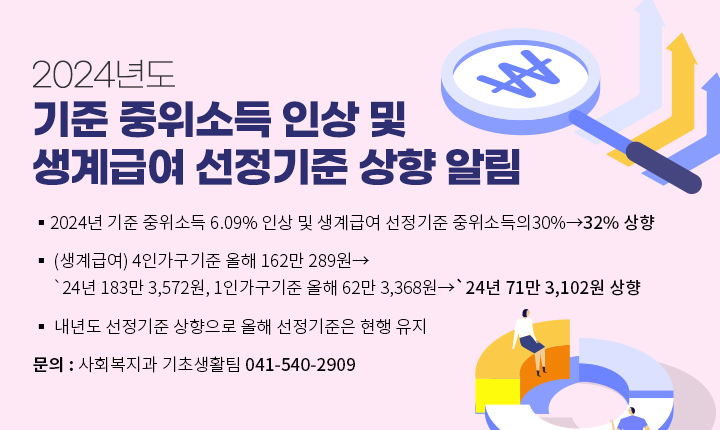 2024년도
기준 중위소득 인상 및
생계급여 선정기준 상향 알림
▪ 2024년 기준 중위소득 6.09% 인상 및 생계급여 선정기준 중위소득의30%→32% 상향
▪ (생계급여) 4인가구기준 올해 162만 289원→
`24년 183만 3,572원, 1인가구기준 올해 62만 3,368원→`24년 71만 3,102원 상향
▪ 내년도 선정기준 상향으로 올해 선정기준은 현행 유지
문의 : 사회복지과 기초생활팀 041-540-2909